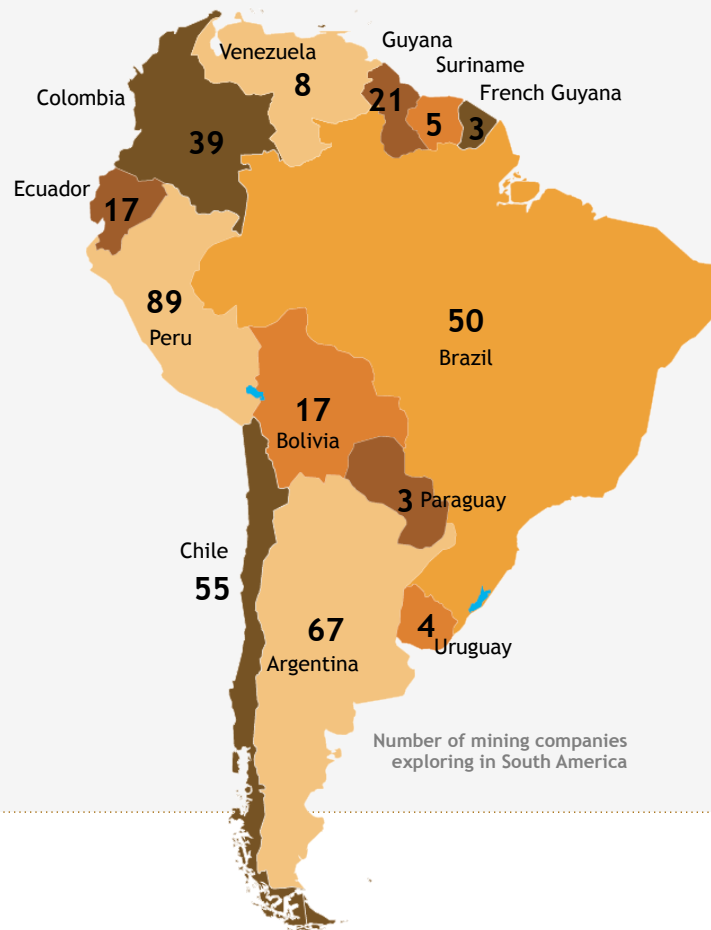 Guyana
Venezuela
Suriname
8
French Guyana
Colombia
21
5
3
39
Ecuador
17
89
50
Peru
Brazil
17
Bolivia
3 Paraguay
Chile
55
67
4
Uruguay
Argentina
Number of mining companies
exploring in South America